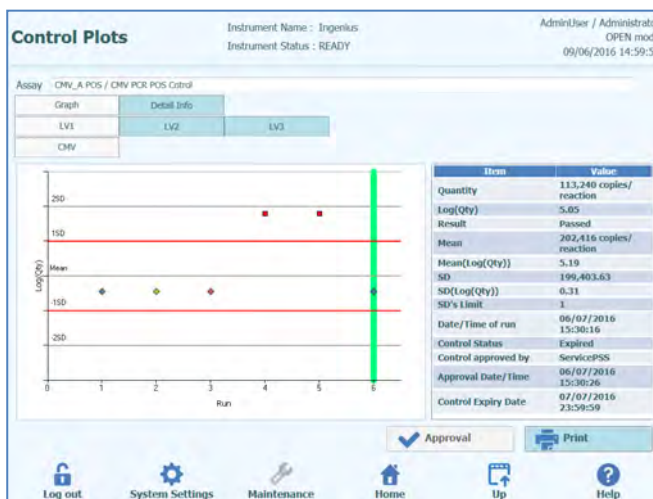 Control Plots
Instrument Name : Ingenius
Instrument Status : READY
AdminUser / Administrato
OPEN mod
09/06/2016 14:59:5
Assay CMV_A POS / CMV PCR POS Cotrol
Graph Detail Info
LV1 LV2 LV3
CMV
2SD
1SD
Mean
-1SD
-2SD
Log(Qty)
0 1 2 3 4 5 6
Run
Item Value
Quantity 113,240 copies/
reaction
Log(Qty) 5.05
Result Passed
Mean 202,416 copies/
reaction
Mean(Log(Qty)) 5.19
SD 199,403.63
SD(Log(Qty)) 0.31
SD's Limit 1
Date/Time of run 06/07/2016
15:30:16
Control Status Expired
Control approved by ServicePSS
Approval Date/Time 06/07/2016
15:30:26
Control Expiry Date 07/07/2016
23:59:59
Approval Print
Log out System Settings Maintenance Home Up Help